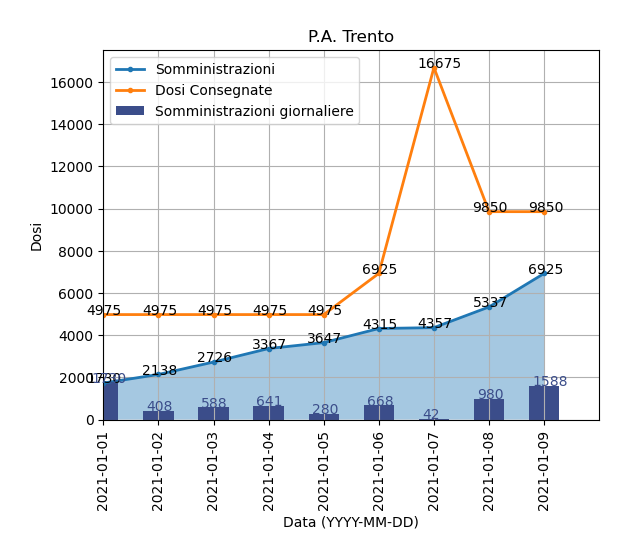 P.A. Trento
Somministrazioni
Dosi Consegnate
Somministrazioni giornaliere
Dosi
16000
14000
12000
10000
8000
6000
4000
2000
0
4975 4975 4975 4975 4975 6925 16675 9850 9850
1730 2138 2726 3367 3647 4315 4357 5337 6925
408 588 641 280 668 42 980 1588
2021-01-01
2021-01-02
2021-01-03
2021-01-04
2021-01-05
2021-01-06
2021-01-07
2021-01-08
2021-01-09
Data (YYYY-MM-DD)